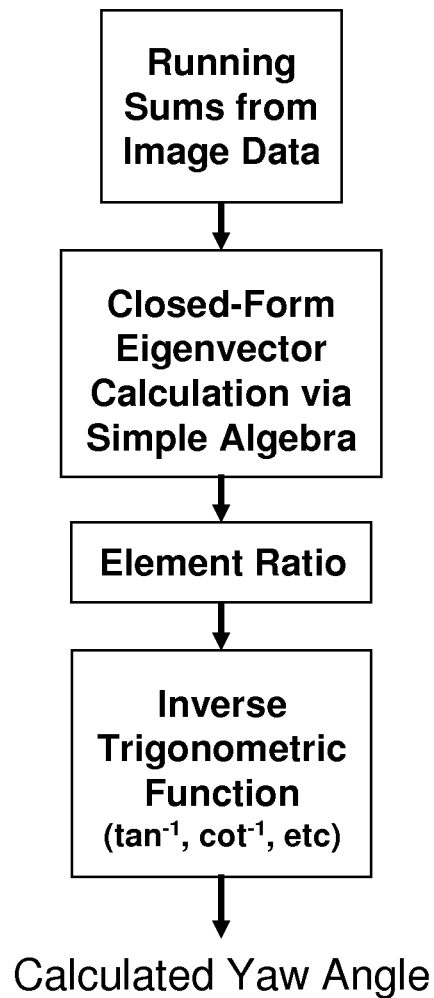 Running
Sums from
Image Data
Closed-Form
Eigenvector
Calculation via
Simple Algebra
Element Ratio
Inverse
Trigonometric
Function
(tan⁻¹, cot⁻¹, etc)
Calculated Yaw Angle